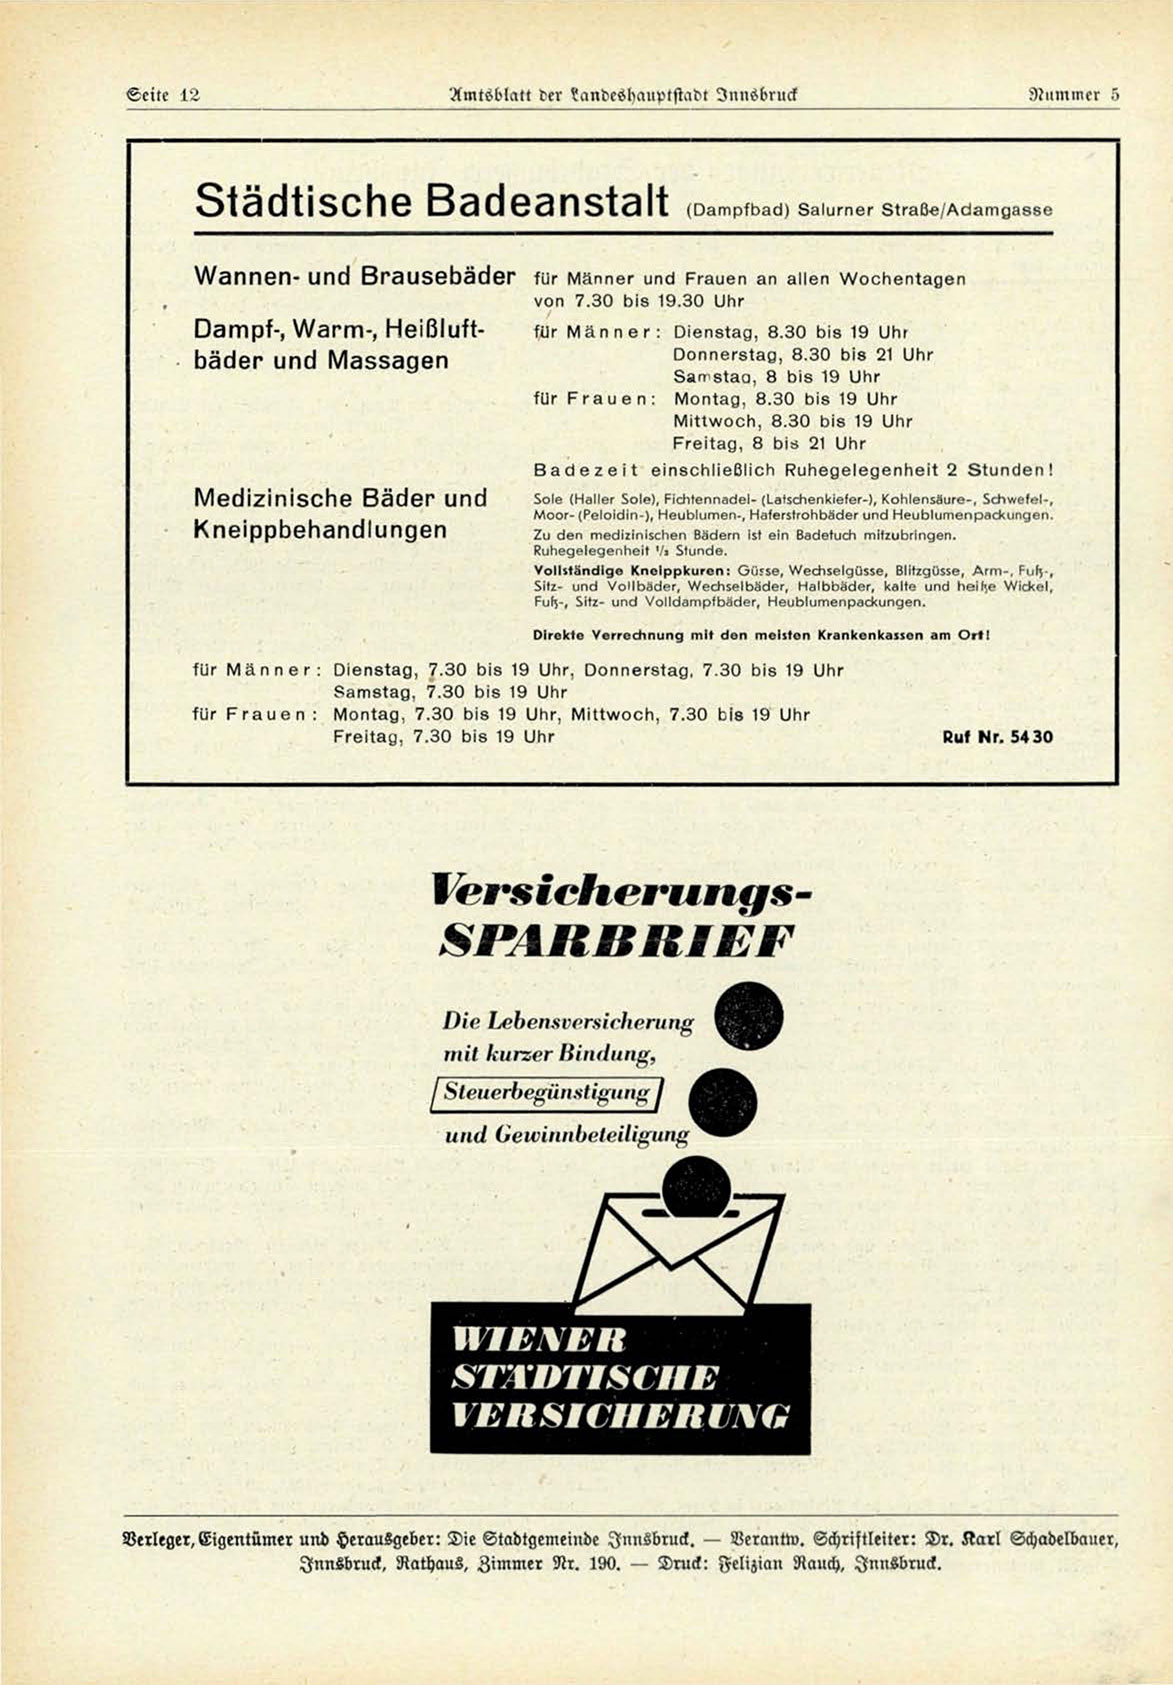 Seite 12 Amtsblatt der Landeshauptstadt Innsbruck Nummer 5
Städtische Badeanstalt (Dampfbad) Salurner Straße/Adamgasse
Wannen- und Brausebäder für Männer und Frauen an allen Wochentagen
von 7.30 bis 19.30 Uhr
Dampf-, Warm-, Heißluft- für Männer: Dienstag, 8.30 bis 19 Uhr
bäder und Massagen Donnerstag, 8.30 bis 21 Uhr
Samstag, 8 bis 19 Uhr
für Frauen: Montag, 8.30 bis 19 Uhr
Mittwoch, 8.30 bis 19 Uhr
Freitag, 8 bis 21 Uhr
Badezeit einschließlich Ruhegelegenheit 2 Stunden!
Medizinische Bäder und Sole (Haller Sole), Fichtennadel- (Latschenkiefer-), Kohlensäure-, Schwefel-,
Kneippbehandlungen Moor- (Peloidin-), Heublumen-, Haferstrohbäder und Heublumenpackungen.
Zu den medizinischen Bädern ist ein Badetuch mitzubringen.
Ruhegelegenheit 1/2 Stunde.
Vollständige Kneippkuren: Güsse, Wechselgüsse, Blitzgüsse, Arm-, Fuß-,
Sitz- und Vollbäder, Wechselbäder, Halbbäder, kalte und heiße Wickel,
Fuß-, Sitz- und Volldampfbäder, Heublumenpackungen.
Direkte Verrechnung mit den meisten Krankenkassen am Ort!
für Männer: Dienstag, 7.30 bis 19 Uhr, Donnerstag, 7.30 bis 19 Uhr
Samstag, 7.30 bis 19 Uhr
für Frauen: Montag, 7.30 bis 19 Uhr, Mittwoch, 7.30 bis 19 Uhr
Freitag, 7.30 bis 19 Uhr Ruf Nr. 5430
Versicherungs-
SPARBRIEF
Die Lebensversicherung
mit kurzer Bindung,
Steuerbegünstigung
und Gewinnbeteiligung
WIENER
STÄDTISCHE
VERSICHERUNG
Verleger, Eigentümer und Herausgeber: Die Stadtgemeinde Innsbruck. — Verantw. Schriftleiter: Dr. Karl Schadelbauer,
Innsbruck, Rathaus, Zimmer Nr. 190. — Druck: Felizian Rauch, Innsbruck.